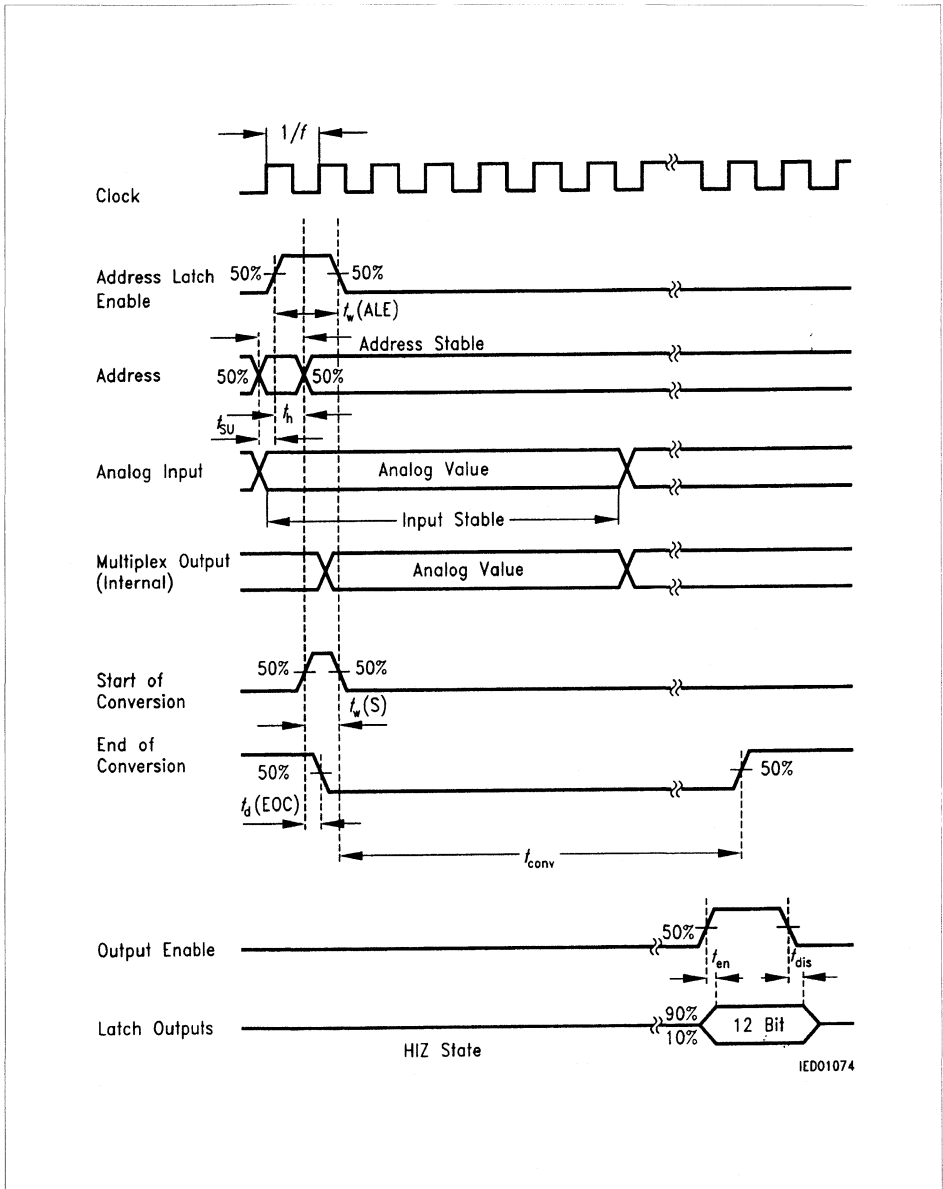 1/f
Clock
Address Latch
Enable
50%
50%
tw(ALE)
Address Stable
Address
50%
50%
th
tSU
Analog Input
Analog Value
Input Stable
Multiplex Output
(Internal)
Analog Value
Start of
Conversion
50%
50%
tw(S)
End of
Conversion
50%
50%
td(EOC)
tconv
Output Enable
50%
ten
tdis
Latch Outputs
90%
10%
12 Bit
HIZ State
IED01074